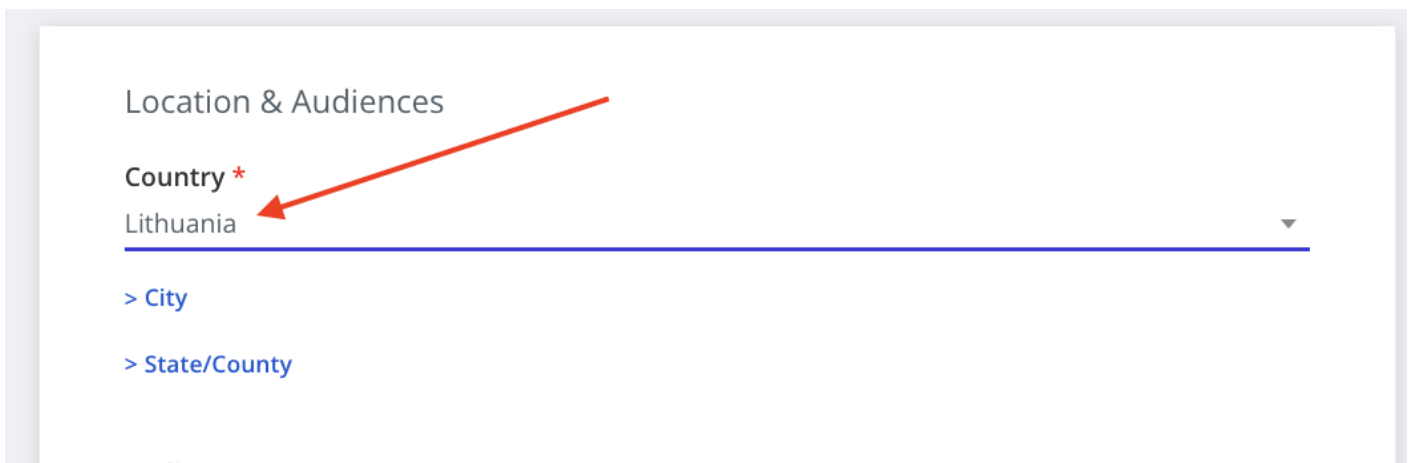 Location & Audiences
Country *
Lithuania
> City
> State/County